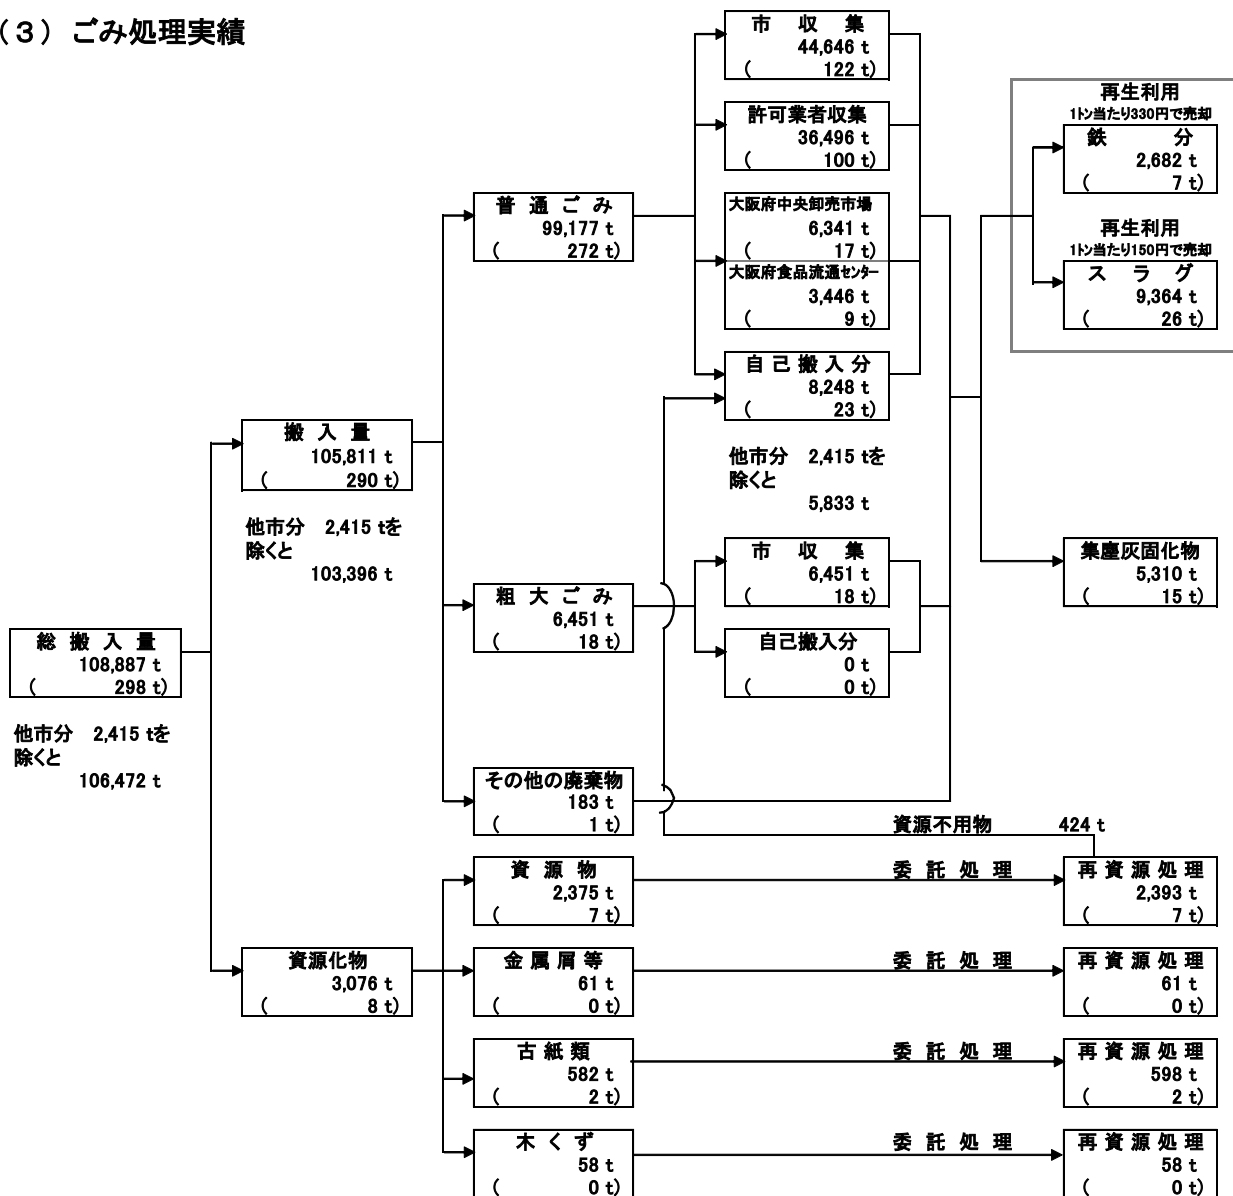 （３）ごみ処理実績
市　収　集
44,646 t
(　122 t)
許可業者収集
36,496 t
(　100 t)
大阪府中央卸売市場
6,341 t
(　17 t)
大阪府食品流通ｾﾝﾀｰ
3,446 t
(　9 t)
自己搬入分
8,248 t
(　23 t)
他市分　2,415 tを
除くと
5,833 t
再生利用
1ﾄﾝ当たり330円で売却
鉄　分
2,682 t
(　7 t)
再生利用
1ﾄﾝ当たり150円で売却
スラグ
9,364 t
(　26 t)
普通ごみ
99,177 t
(　272 t)
搬入量
105,811 t
(　290 t)
他市分　2,415 tを
除くと
103,396 t
粗大ごみ
6,451 t
(　18 t)
市　収　集
6,451 t
(　18 t)
自己搬入分
0 t
(　0 t)
集塵灰固化物
5,310 t
(　15 t)
総搬入量
108,887 t
(　298 t)
他市分　2,415 tを
除くと
106,472 t
その他の廃棄物
183 t
(　1 t)
資源不用物　424 t
資源物
2,375 t
(　7 t)
委託処理
再資源処理
2,393 t
(　7 t)
資源化物
3,076 t
(　8 t)
金属屑等
61 t
(　0 t)
委託処理
再資源処理
61 t
(　0 t)
古紙類
582 t
(　2 t)
委託処理
再資源処理
598 t
(　2 t)
木くず
58 t
(　0 t)
委託処理
再資源処理
58 t
(　0 t)